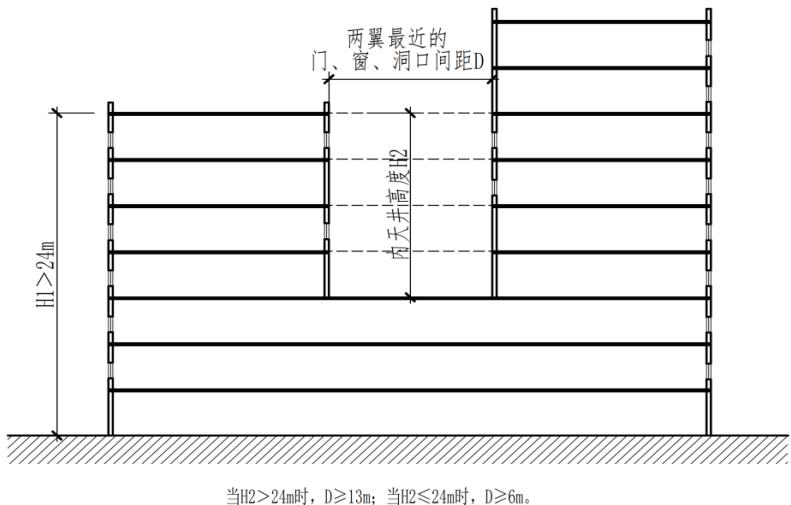 两翼最近的
门、窗、洞口间距D
内天井高度H2
H1>24m
当H2>24m时，D≥13m；当H2≤24m时，D≥6m。